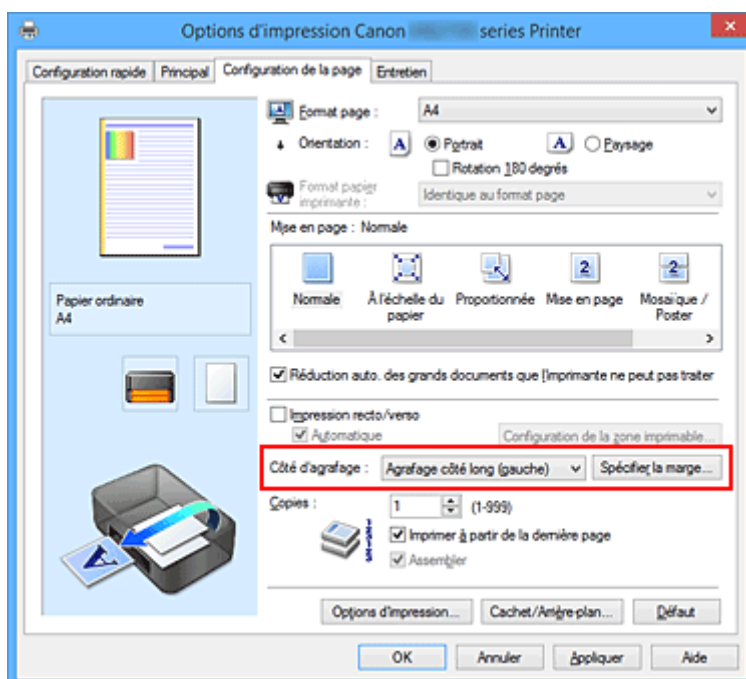 Options d'impression Canon series Printer
Configuration rapide Principal Configuration de la page Entretien
Format page : A4
Orientation : A Portrait A Paysage
Rotation 180 degrés
Format papier imprimante : Identique au format page
Mise en page : Normale
Normale À l'échelle du papier Proportionnée Mise en page Mosaïque / Poster
Papier ordinaire
A4
Réduction auto. des grands documents que l'imprimante ne peut pas traiter
Impression recto/verso
Automatique Configuration de la zone imprimable...
Côté d'agrafage : Agrafage côté long (gauche) Spécifier la marge...
Copies : 1 (1-999)
Imprimer à partir de la dernière page
Assembler
Options d'impression... Cachet/Arrière-plan... Défaut
OK Annuler Appliquer Aide